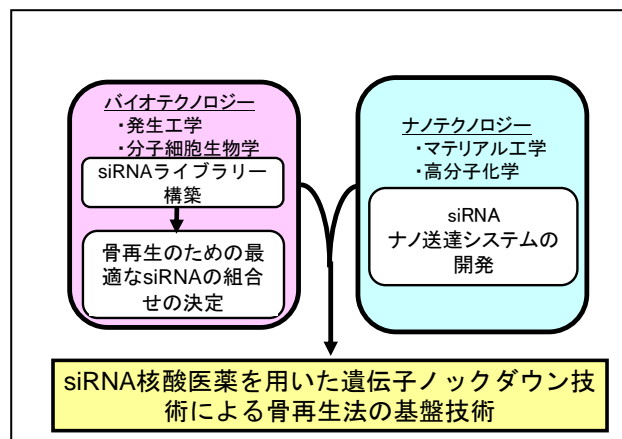 バイオテクノロジー
・発生工学
・分子細胞生物学
siRNAライブラリー
構築
骨再生のための最
適なsiRNAの組合
せの決定
ナノテクノロジー
・マテリアル工学
・高分子化学
siRNA
ナノ送達システムの
開発
siRNA核酸医薬を用いた遺伝子ノックダウン技
術による骨再生法の基盤技術